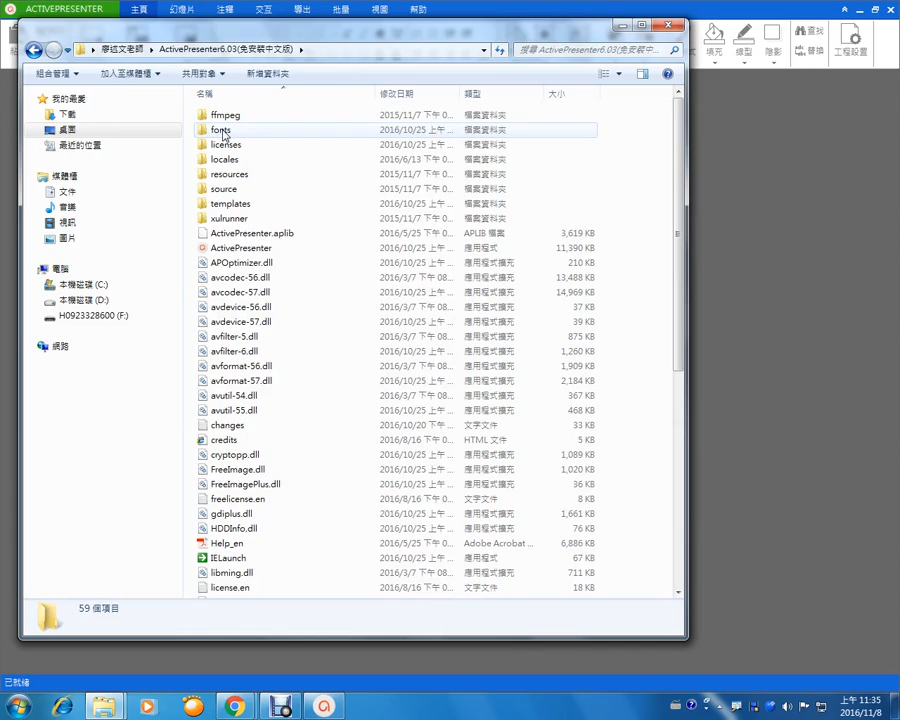 ACTIVEPRESENTER 主頁 幻燈片 注釋 交互 導出 批量 視圖 幫助
廖述文老師 ActivePresenter6.03(免安裝中文版) 搜尋 ActivePresenter6.03(免安裝中文...
填充 線型 陰影 查找 替換 工程設置
組合管理 加入至媒體櫃 共用對象 新增資料夾
名稱 修改日期 類型 大小
我的最愛
下載
桌面
最近的位置
媒體櫃
文件
音樂
視訊
圖片
電腦
本機磁碟 (C:)
本機磁碟 (D:)
H0923328600 (F:)
網路
ffmpeg 2015/11/7 下午 0... 檔案資料夾
fonts 2016/10/25 上午 ... 檔案資料夾
licenses 2016/10/25 上午 ... 檔案資料夾
locales 2016/6/13 下午 0... 檔案資料夾
resources 2016/10/25 上午 ... 檔案資料夾
source 2015/11/7 下午 0... 檔案資料夾
templates 2016/10/25 上午 ... 檔案資料夾
xulrunner 2015/11/7 下午 0... 檔案資料夾
ActivePresenter.aplib 2016/5/25 下午 0... APLIB 檔案 3,619 KB
ActivePresenter 2016/10/25 上午 ... 應用程式 11,390 KB
APOptimizer.dll 2016/10/25 上午 ... 應用程式擴充 210 KB
avcodec-56.dll 2016/3/7 下午 08... 應用程式擴充 13,488 KB
avcodec-57.dll 2016/10/25 上午 ... 應用程式擴充 14,969 KB
avdevice-56.dll 2016/3/7 下午 08... 應用程式擴充 37 KB
avdevice-57.dll 2016/10/25 上午 ... 應用程式擴充 39 KB
avfilter-5.dll 2016/3/7 下午 08... 應用程式擴充 875 KB
avfilter-6.dll 2016/10/25 上午 ... 應用程式擴充 1,260 KB
avformat-56.dll 2016/3/7 下午 08... 應用程式擴充 1,909 KB
avformat-57.dll 2016/10/25 上午 ... 應用程式擴充 2,184 KB
avutil-54.dll 2016/3/7 下午 08... 應用程式擴充 367 KB
avutil-55.dll 2016/10/25 上午 ... 應用程式擴充 468 KB
changes 2016/10/20 下午 ... 文字文件 33 KB
credits 2016/8/16 下午 0... HTML 文件 5 KB
cryptopp.dll 2016/10/25 上午 ... 應用程式擴充 1,089 KB
FreeImage.dll 2016/10/25 上午 ... 應用程式擴充 1,020 KB
FreeImagePlus.dll 2016/10/25 上午 ... 應用程式擴充 36 KB
freelicense.en 2016/8/16 下午 0... 文字文件 8 KB
gdiplus.dll 2016/10/25 上午 ... 應用程式擴充 1,661 KB
HDDInfo.dll 2016/10/25 上午 ... 應用程式擴充 76 KB
Help_en 2016/5/25 下午 0... Adobe Acrobat ... 6,886 KB
IELaunch 2016/10/25 上午 ... 應用程式 67 KB
libming.dll 2016/3/7 下午 08... 應用程式擴充 711 KB
license.en 2016/8/16 下午 0... 文字文件 18 KB
59 個項目
已就緒
上午 11:35
2016/11/8